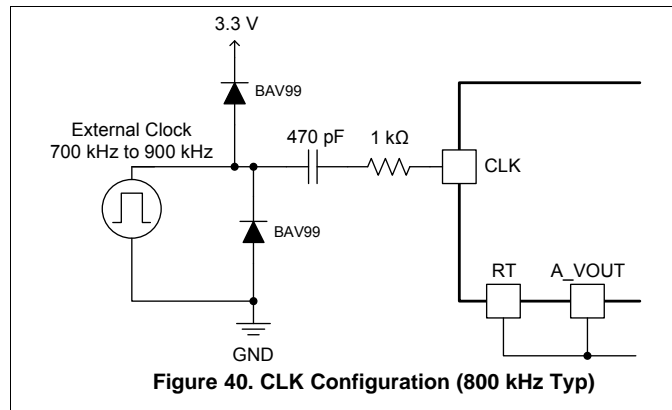 3.3 V
BAV99
External Clock
700 kHz to 900 kHz
470 pF
1 kΩ
CLK
BAV99
RT
A_VOUT
GND
Figure 40. CLK Configuration (800 kHz Typ)